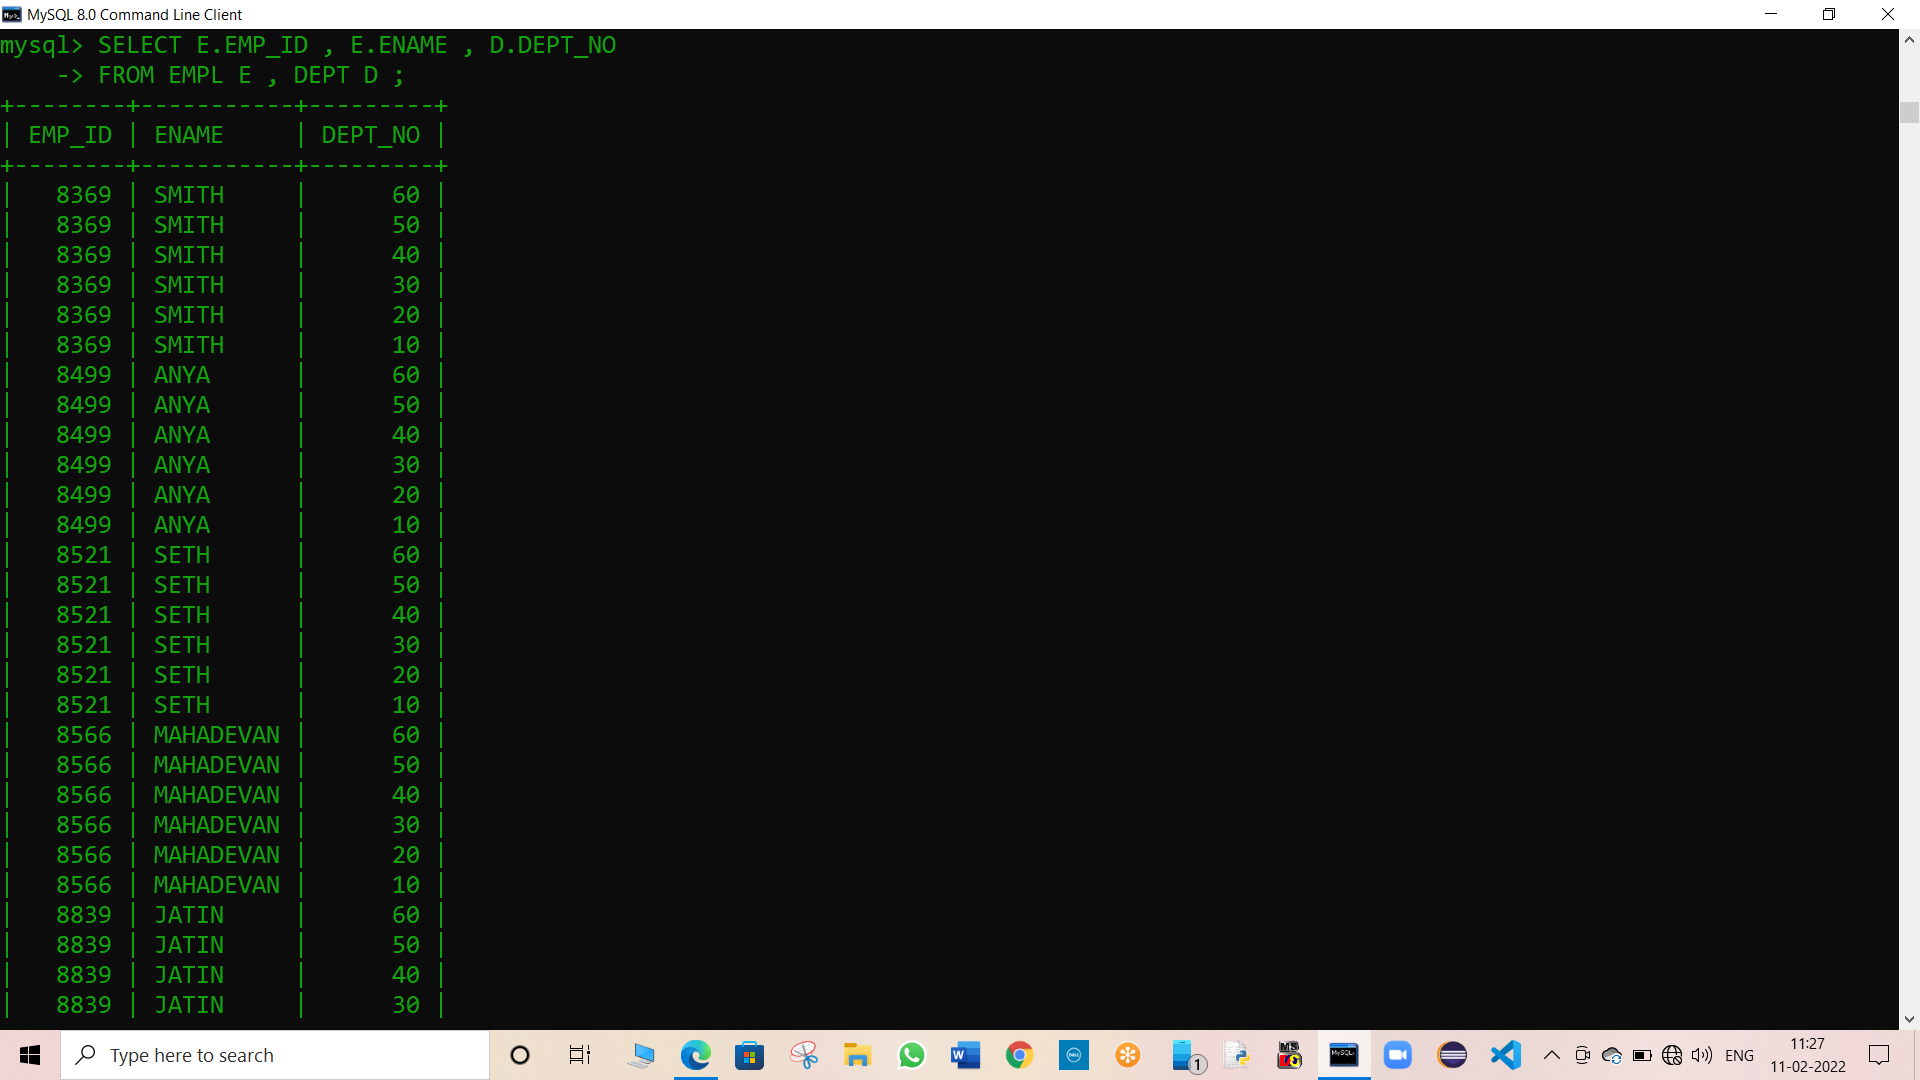 MySQL 8.0 Command Line Client
mysql> SELECT E.EMP_ID , E.ENAME , D.DEPT_NO
    -> FROM EMPL E , DEPT D ;
+--------+-----------+---------+
| EMP_ID | ENAME     | DEPT_NO |
+--------+-----------+---------+
|   8369 | SMITH     |      60 |
|   8369 | SMITH     |      50 |
|   8369 | SMITH     |      40 |
|   8369 | SMITH     |      30 |
|   8369 | SMITH     |      20 |
|   8369 | SMITH     |      10 |
|   8499 | ANYA      |      60 |
|   8499 | ANYA      |      50 |
|   8499 | ANYA      |      40 |
|   8499 | ANYA      |      30 |
|   8499 | ANYA      |      20 |
|   8499 | ANYA      |      10 |
|   8521 | SETH      |      60 |
|   8521 | SETH      |      50 |
|   8521 | SETH      |      40 |
|   8521 | SETH      |      30 |
|   8521 | SETH      |      20 |
|   8521 | SETH      |      10 |
|   8566 | MAHADEVAN |      60 |
|   8566 | MAHADEVAN |      50 |
|   8566 | MAHADEVAN |      40 |
|   8566 | MAHADEVAN |      30 |
|   8566 | MAHADEVAN |      20 |
|   8566 | MAHADEVAN |      10 |
|   8839 | JATIN     |      60 |
|   8839 | JATIN     |      50 |
|   8839 | JATIN     |      40 |
|   8839 | JATIN     |      30 |
Type here to search
W
DELL
1
MS
MySQL
ENG
11:27
11-02-2022